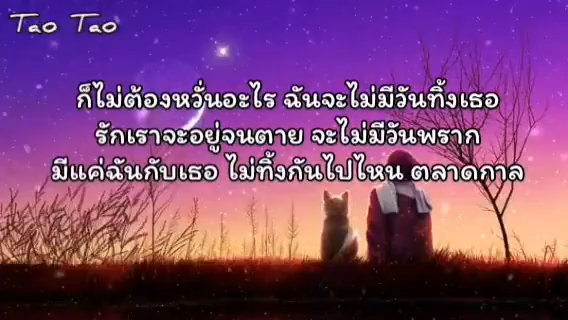 Tao Tao
ก็ไม่ต้องหวั่นอะไร ฉันจะไม่มีวันทิ้งเธอ
รักเราจะอยู่จนตาย จะไม่มีวันพราก
มีแค่ฉันกับเธอ ไม่ทิ้งกันไปไหน ตลาดกาล